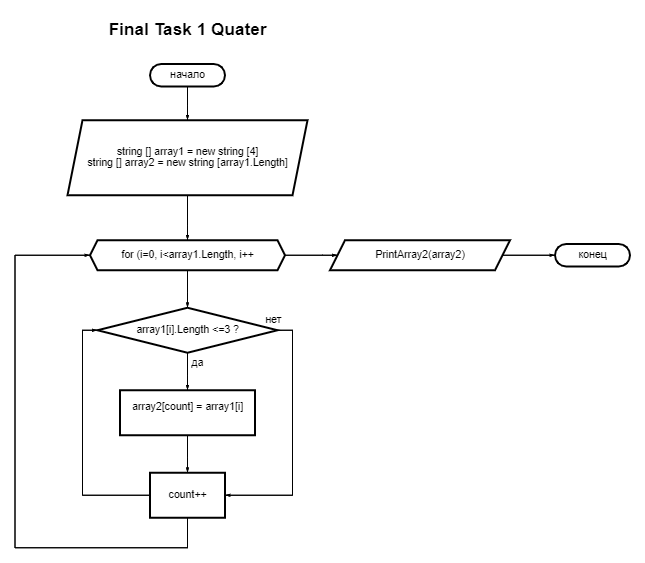 Final Task 1 Quater
начало
string [] array1 = new string [4]
string [] array2 = new string [array1.Length]
for (i=0, i<array1.Length, i++
PrintArray2(array2)
конец
array1[i].Length <=3 ?
нет
да
array2[count] = array1[i]
count++